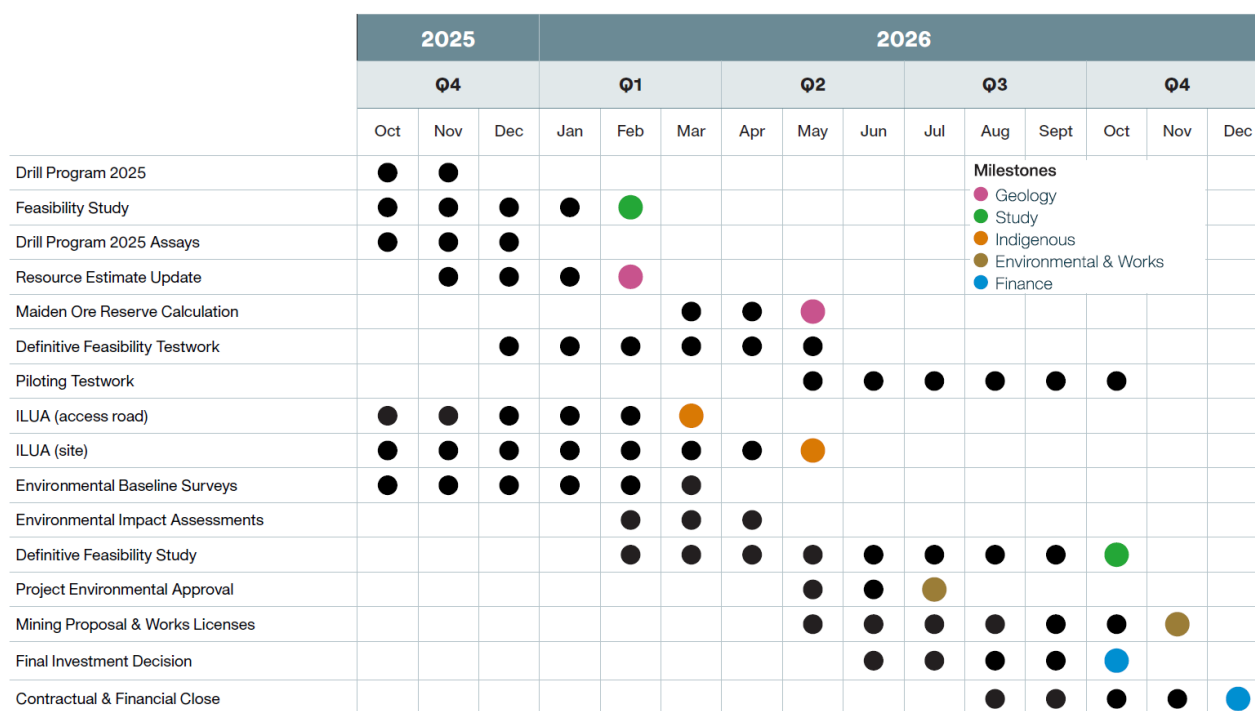 2025 2026
Q4 Q1 Q2 Q3 Q4
Oct Nov Dec Jan Feb Mar Apr May Jun Jul Aug Sept Oct Nov Dec
Drill Program 2025
Feasibility Study
Drill Program 2025 Assays
Resource Estimate Update
Maiden Ore Reserve Calculation
Definitive Feasibility Testwork
Piloting Testwork
ILUA (access road)
ILUA (site)
Environmental Baseline Surveys
Environmental Impact Assessments
Definitive Feasibility Study
Project Environmental Approval
Mining Proposal & Works Licenses
Final Investment Decision
Contractual & Financial Close
Milestones
Geology
Study
Indigenous
Environmental & Works
Finance